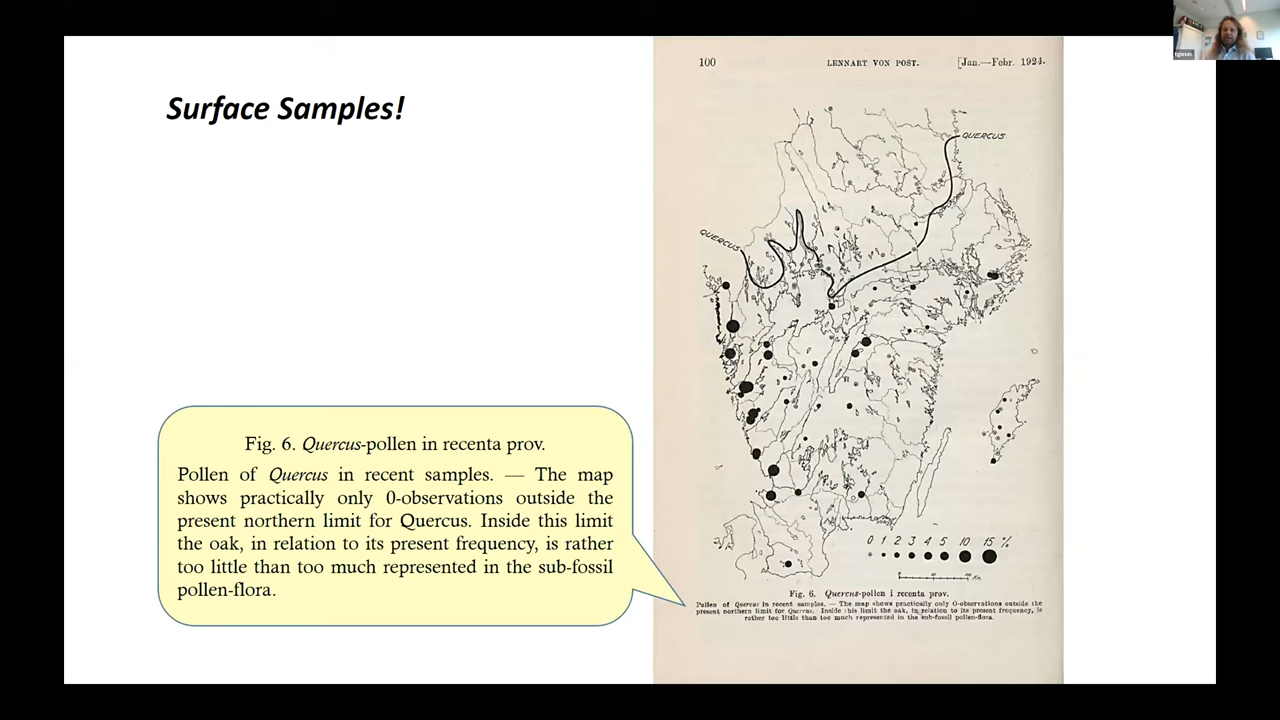 Surface Samples!
Fig. 6. Quercus-pollen in recenta prov.
Pollen of Quercus in recent samples. — The map
shows practically only 0-observations outside the
present northern limit for Quercus. Inside this limit
the oak, in relation to its present frequency, is rather
too little than too much represented in the sub-fossil
pollen-flora.
100 LENNART VON POST. [Jan.—Febr. 1924.
QUERCUS
QUERCUS
0 1 2 3 4 5 10 15 %
Fig. 6. Quercus-pollen i recenta prov.
Pollen of Quercus in recent samples. — The map shows practically only 0-observations outside the
present northern limit for Quercus. Inside this limit the oak, in relation to its present frequency, is
rather too little than too much represented in the sub-fossil pollen-flora.